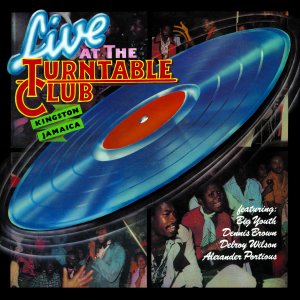 Live
AT THE
TURNTABLE
CLUB
KINGSTON
JAMAICA
featuring:
Big Youth
Dennis Brown
Delroy Wilson
Alexander Portious